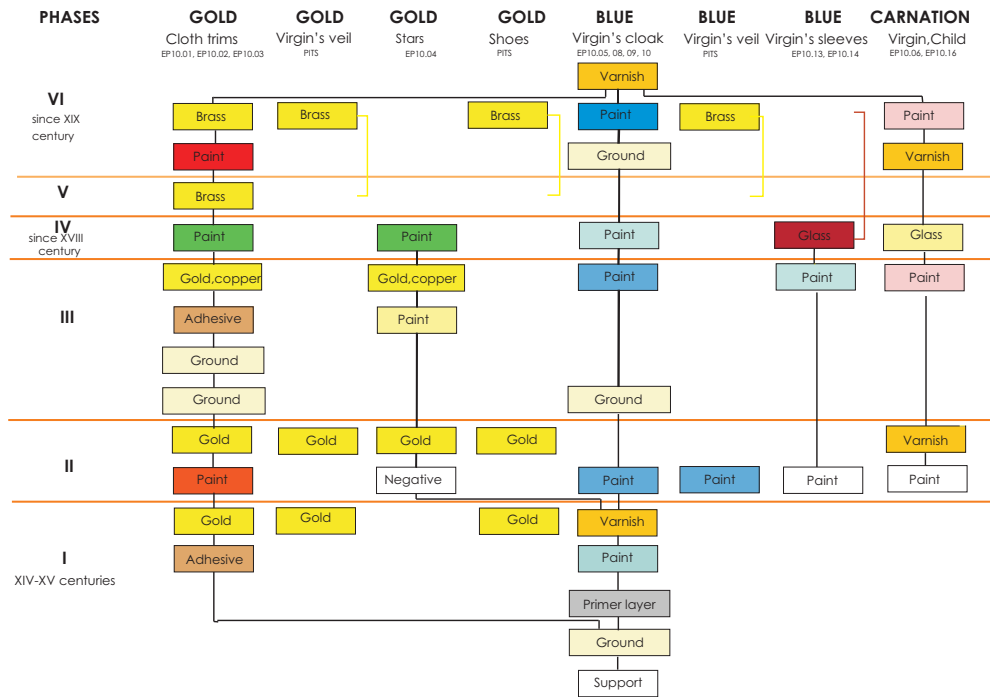 PHASES GOLD GOLD GOLD GOLD BLUE BLUE BLUE CARNATION
Cloth trims Virgin's veil Stars Shoes Virgin's cloak Virgin's veil Virgin's sleeves Virgin,Child
EP10.01, EP10.02, EP10.03 PITS EP10.04 PITS EP10.05, 08, 09, 10 PITS EP10.13, EP10.14 EP10.06, EP10.16
Varnish
VI
since XIX
century
Brass Brass Brass Paint Brass Paint
Paint Ground Varnish
V
Brass
IV
since XVIII
century
Paint Paint Paint Glass Glass
Gold,copper Gold,copper Paint Paint Paint
III
Adhesive Paint
Ground
Ground Ground
Gold Gold Gold Gold Varnish
II
Paint Negative Paint Paint Paint Paint
Gold Gold Gold Varnish
I
XIV-XV centuries
Adhesive Paint
Primer layer
Ground
Support